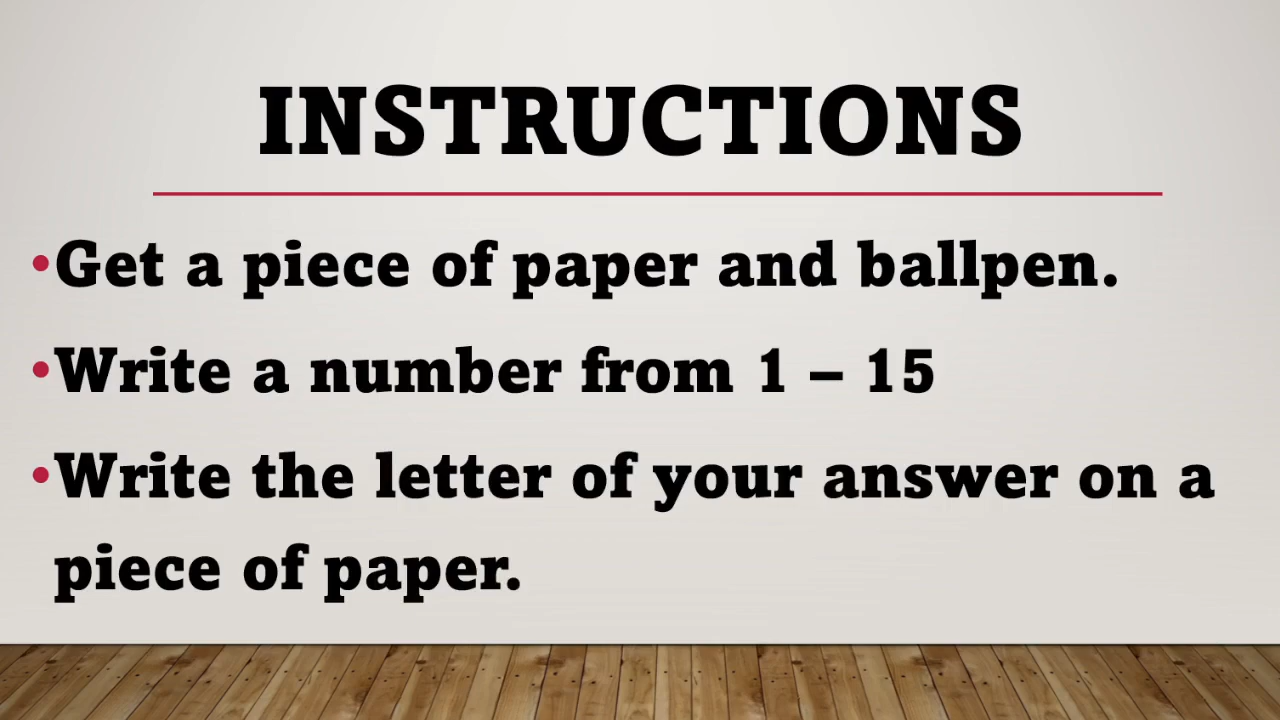 INSTRUCTIONS
•Get a piece of paper and ballpen.
•Write a number from 1 – 15
•Write the letter of your answer on a
piece of paper.